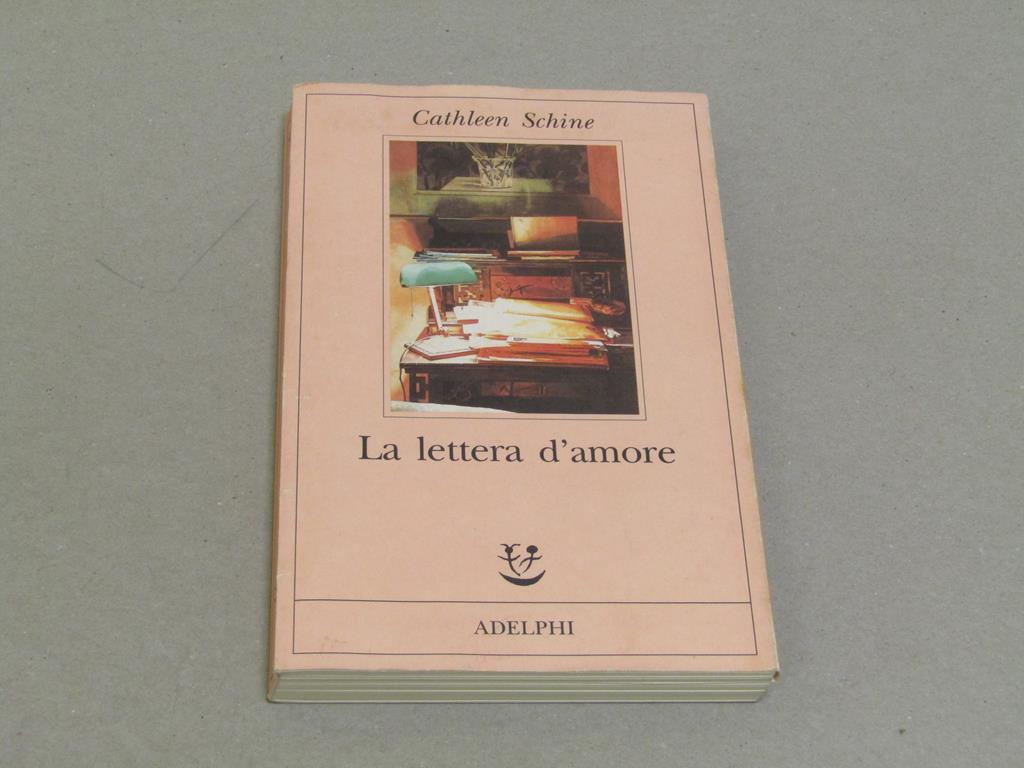 Cathleen Schine
La lettera d'amore
ADELPHI